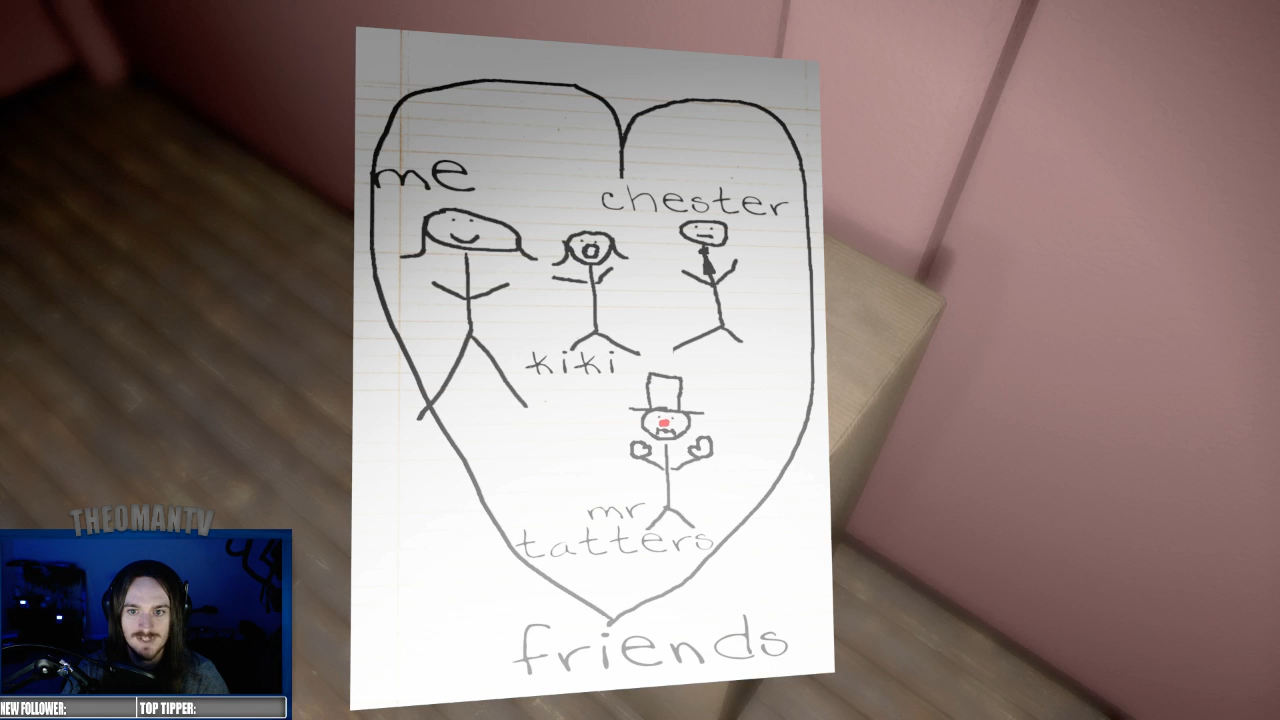 me
chester
kiki
mr
tatters
friends
THEOMANTV
NEW FOLLOWER:
TOP TIPPER: